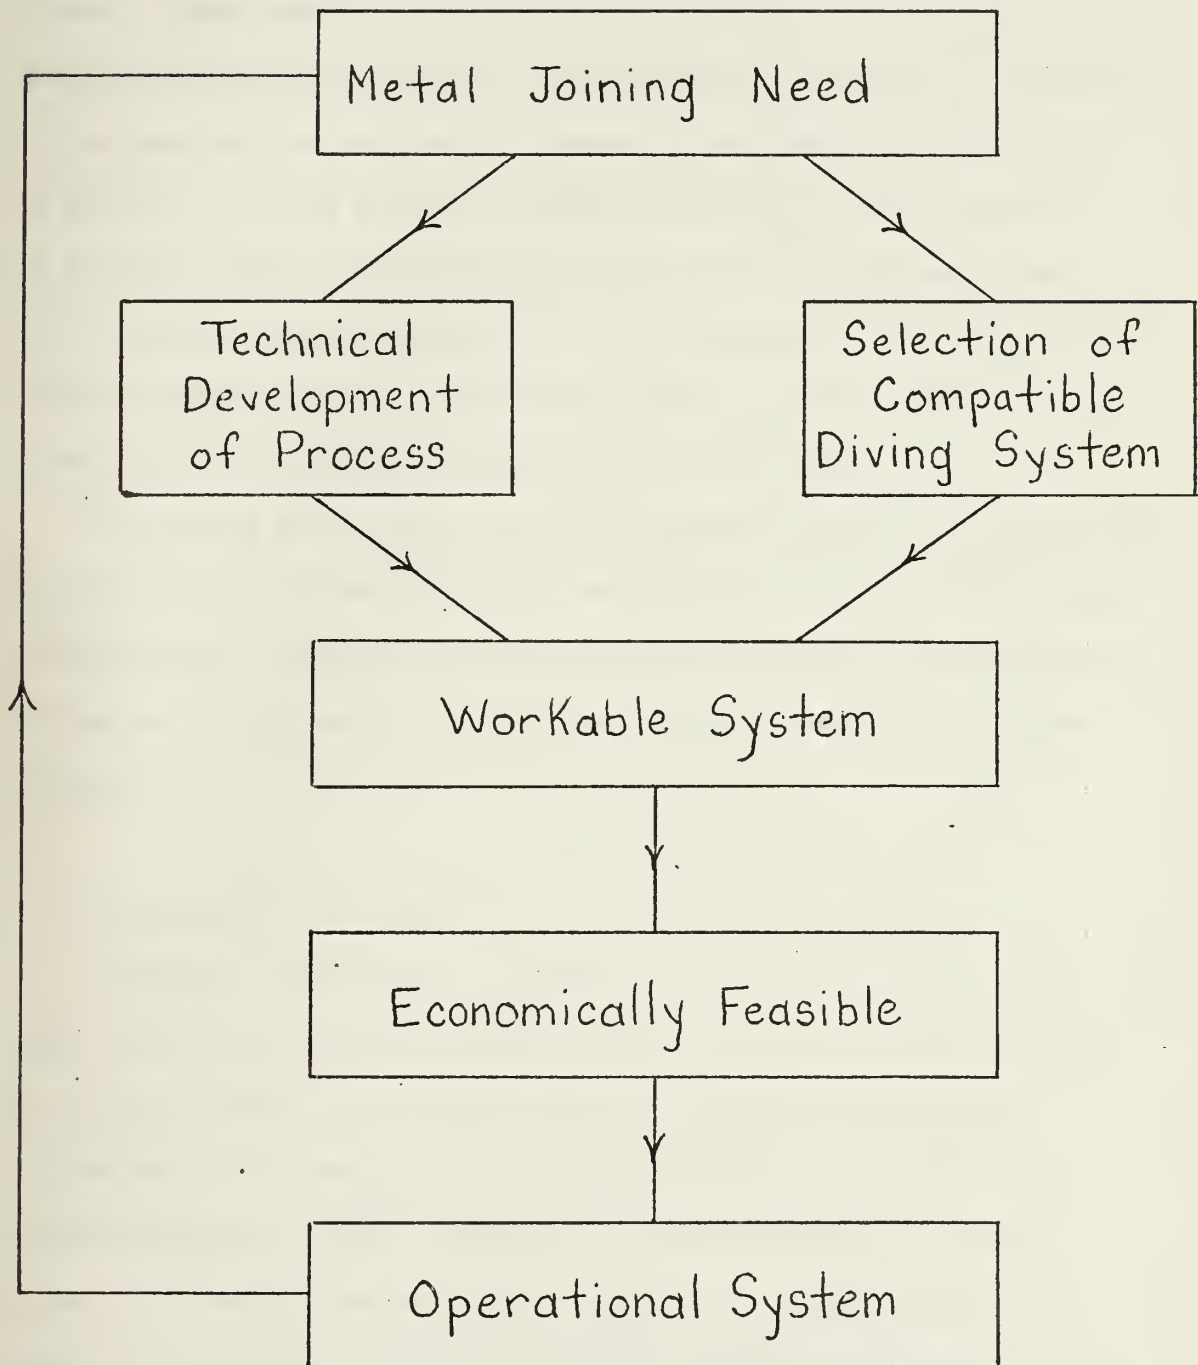 Metal Joining Need
Technical
Development
of Process
Selection of
Compatible
Diving System
Workable System
Economically Feasible
Operational System